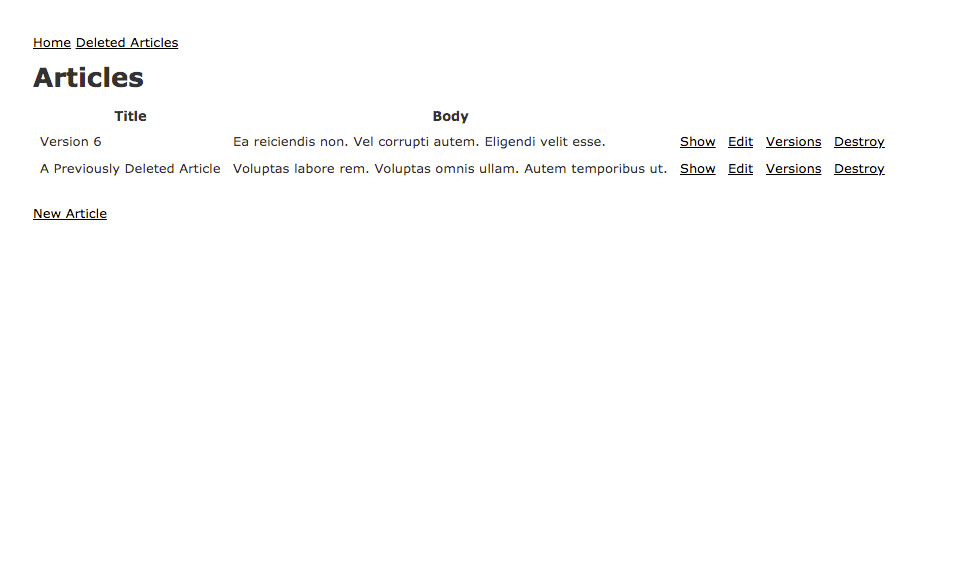 Home Deleted Articles
Articles
Title Body
Version 6 Ea reiciendis non. Vel corrupti autem. Eligendi velit esse. Show Edit Versions Destroy
A Previously Deleted Article Voluptas labore rem. Voluptas omnis ullam. Autem temporibus ut. Show Edit Versions Destroy
New Article